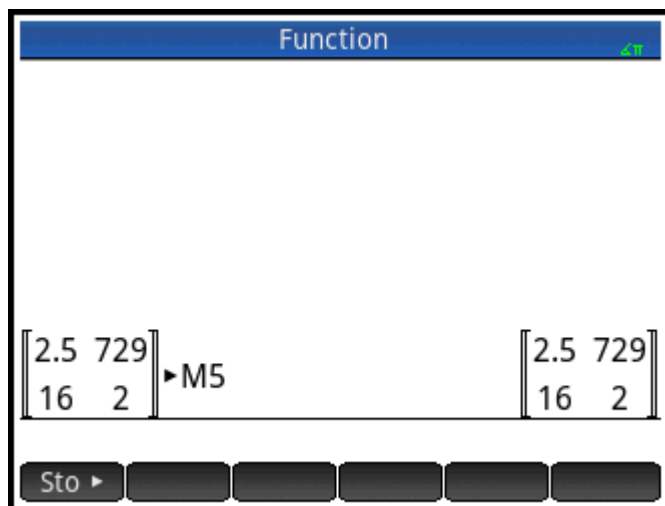 Function
∡π
[2.5 729] [2.5 729]
[16 2] ▶M5 [16 2]
Sto ▶